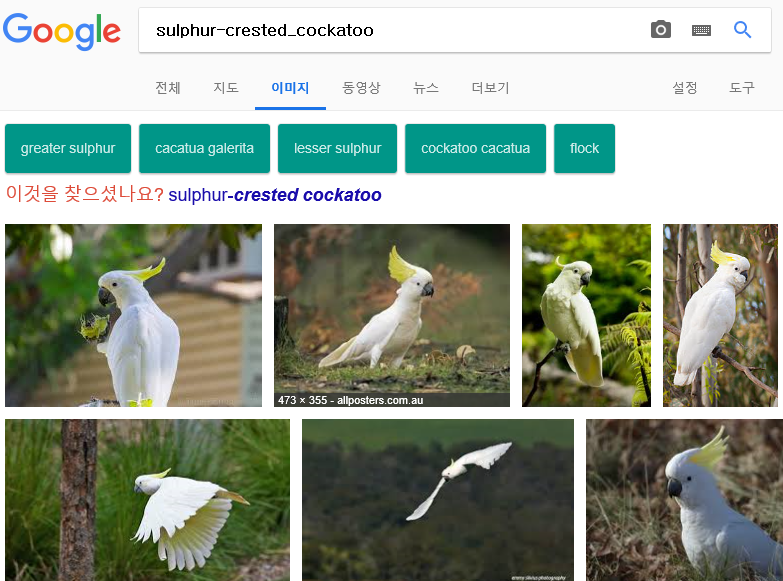 Google sulphur-crested_cockatoo
전체 지도 이미지 동영상 뉴스 더보기 설정 도구
greater sulphur cacatua galerita lesser sulphur cockatoo cacatua flock
이것을 찾으셨나요? sulphur-crested cockatoo
473 × 355 - allposters.com.au